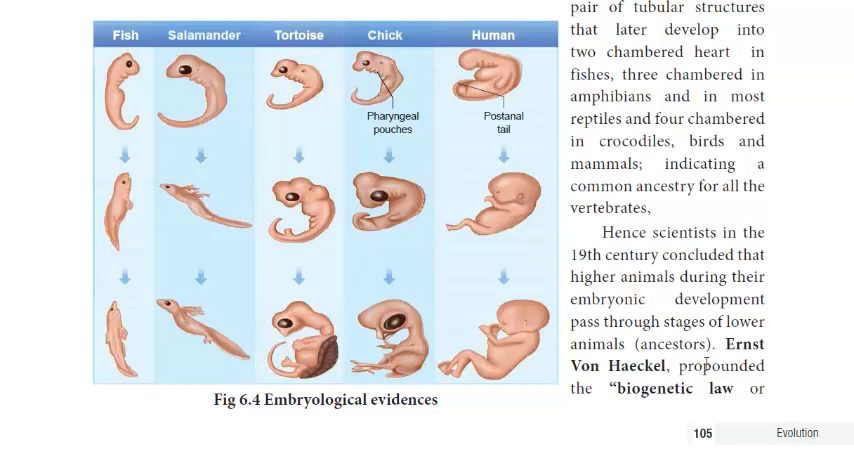 Fish Salamander Tortoise Chick Human
Pharyngeal
pouches
Postanal
tail
Fig 6.4 Embryological evidences
pair of tubular structures
that later develop into
two chambered heart in
fishes, three chambered in
amphibians and in most
reptiles and four chambered
in crocodiles, birds and
mammals; indicating a
common ancestry for all the
vertebrates,
Hence scientists in the
19th century concluded that
higher animals during their
embryonic development
pass through stages of lower
animals (ancestors). Ernst
Von Haeckel, propounded
the “biogenetic law or
105 Evolution